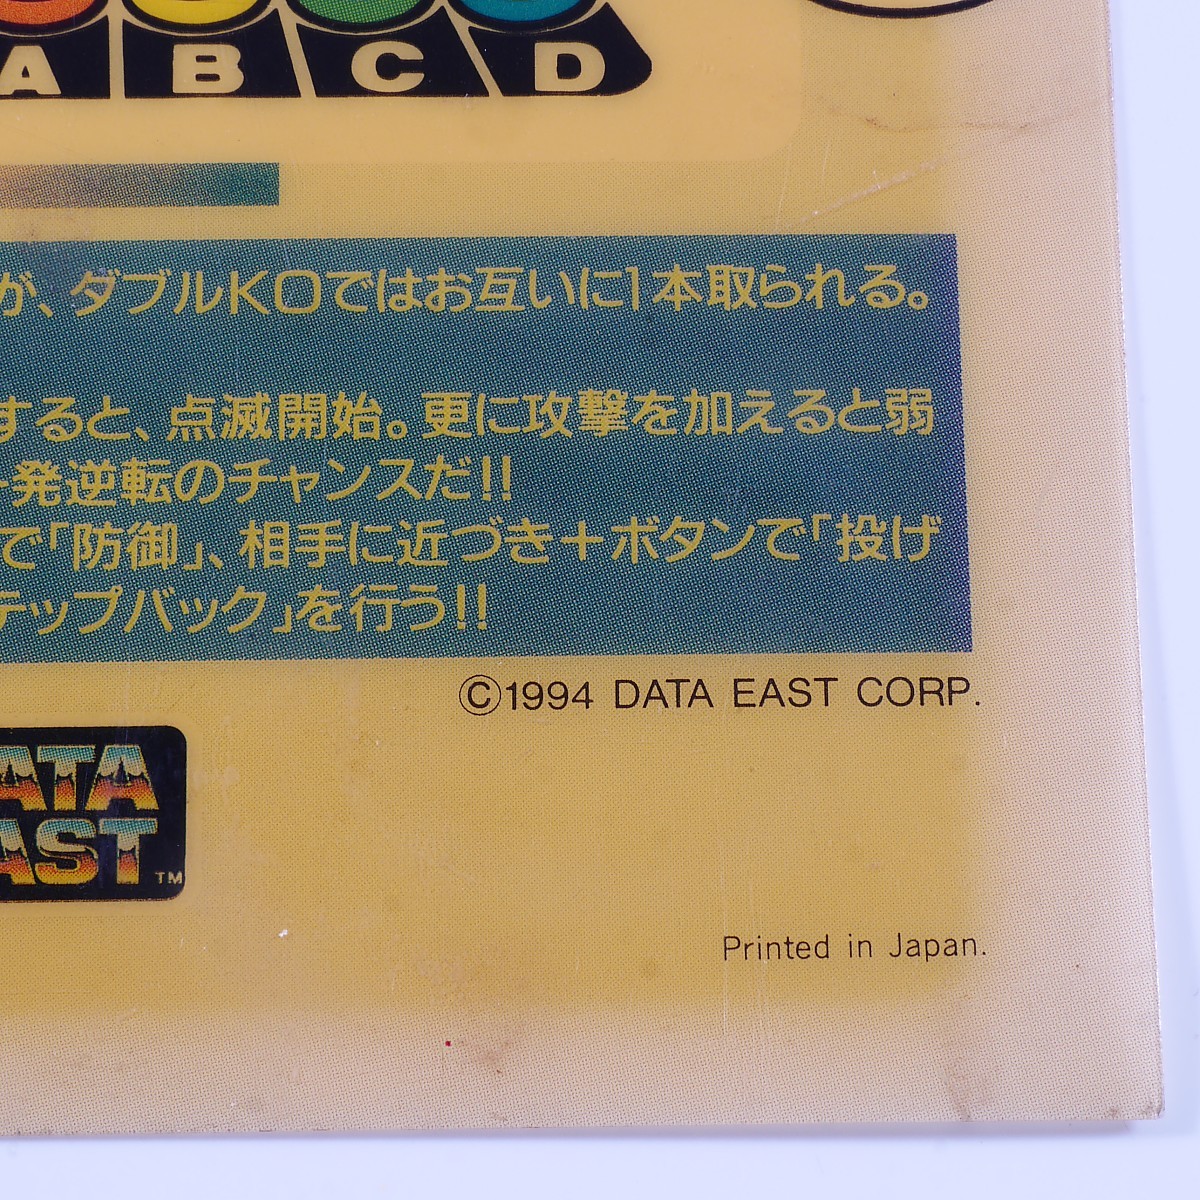 A B C D
が、ダブルKOではお互いに1本取られる。
すると、点滅開始。更に攻撃を加えると弱
発逆転のチャンスだ!!
で「防御」、相手に近づき+ボタンで「投げ
テップバック」を行う!!
©1994 DATA EAST CORP.
ATA
AST TM
Printed in Japan.